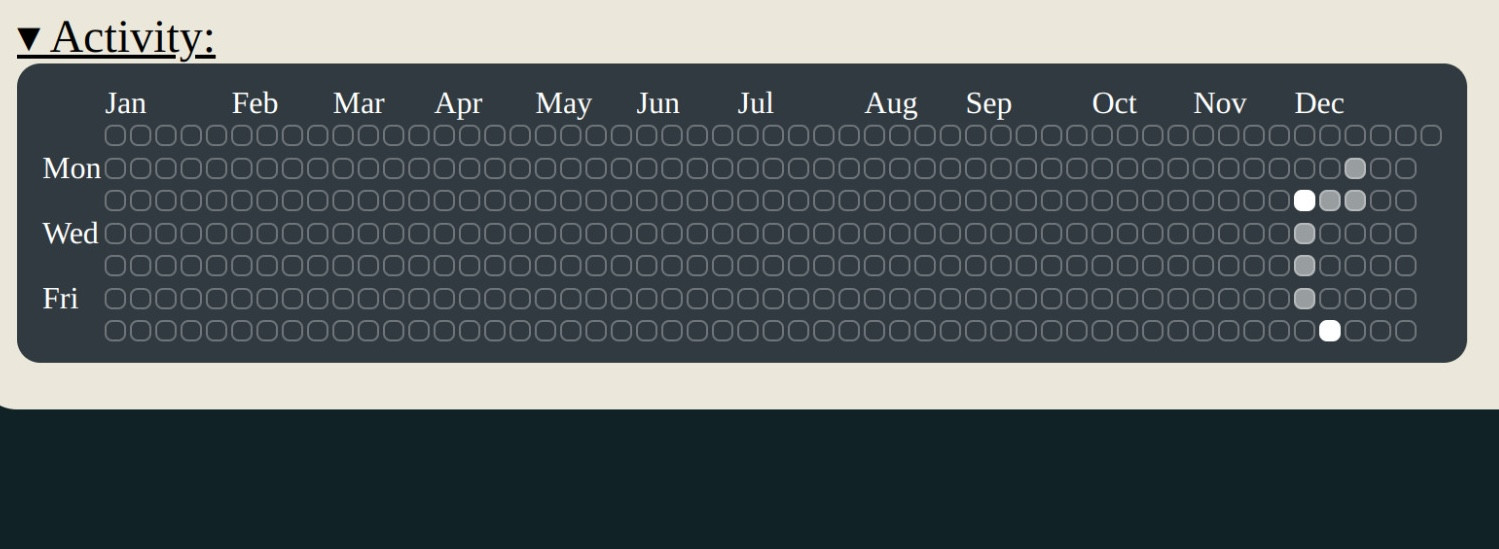 ▾ Activity:
Jan Feb Mar Apr May Jun Jul Aug Sep Oct Nov Dec
Mon
Wed
Fri